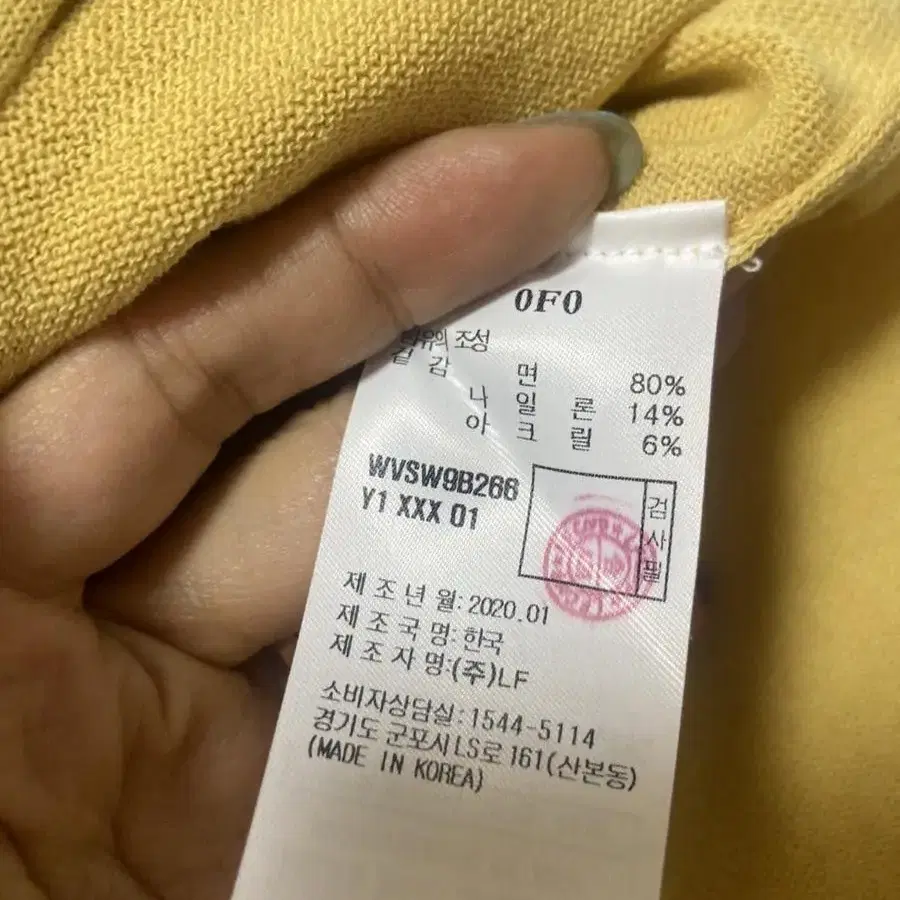 0F0
섬유의 조성
겉 감 면 80%
나 일 론 14%
아 크 릴 6%
WVSW9B266
Y1 XXX 01
검사필
제 조 년 월: 2020.01
제 조 국 명: 한국
제 조 자 명:(주)LF
소비자상담실: 1544-5114
경기도 군포시 LS로 161(산본동)
(MADE IN KOREA)